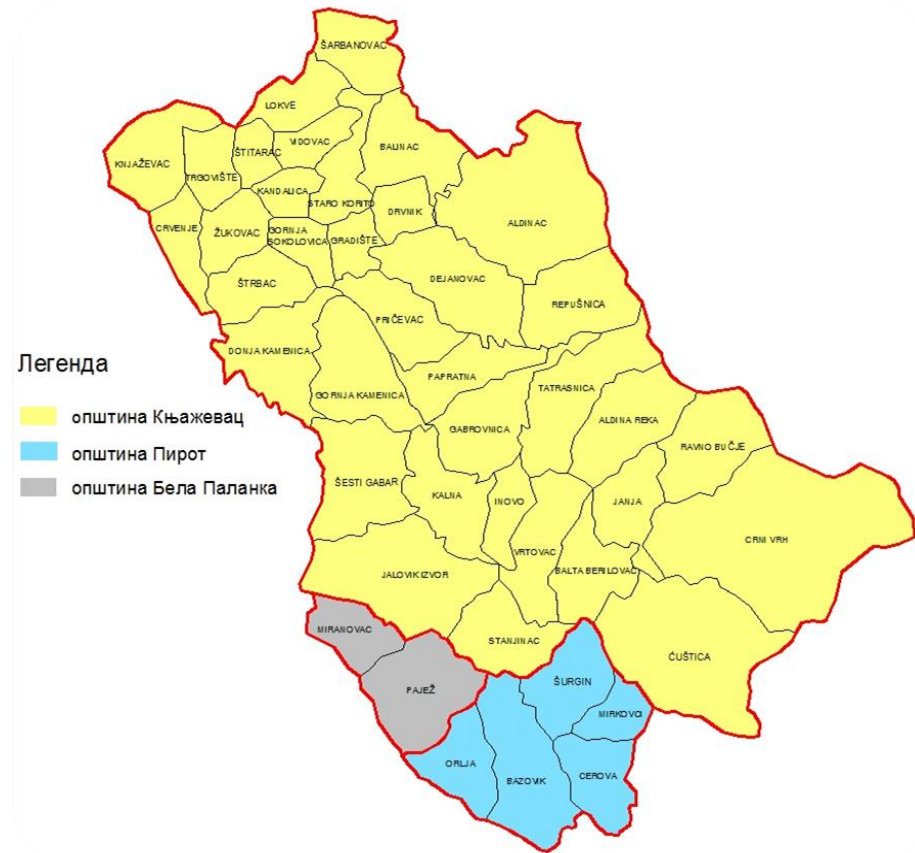 ŠARBANOVAC
LOKVE
KNJAŽEVAC
TRGOVIŠTE
ŠTITARAC
VIDOVAC
BALINAC
KANDALICA
STARO KORITO
DRVNIK
ALDINAC
CRVENJE
ŽUKOVAC
GORNJA
SOKOLOVICA
GRADIŠTE
ŠTRBAC
DEJANOVAC
REPUŠNICA
PRIČEVAC
DONJA KAMENICA
GORNJA KAMENICA
PAPRATNA
TATRASNICA
ALDINA REKA
GABROVNICA
RAVNO BUČJE
ŠESTI GABAR
KALNA
INOVO
JANJA
VRTOVAC
CRNI VRH
JALOVIK IZVOR
BALTA BERILOVAC
MIRANOVAC
STANJINAC
ĆUŠTICA
PAJEŽ
ŠURGIN
MIRKOVCI
ORLJA
BAZOVIK
CEROVA
Легенда
општина Књажевац
општина Пирот
општина Бела Паланка